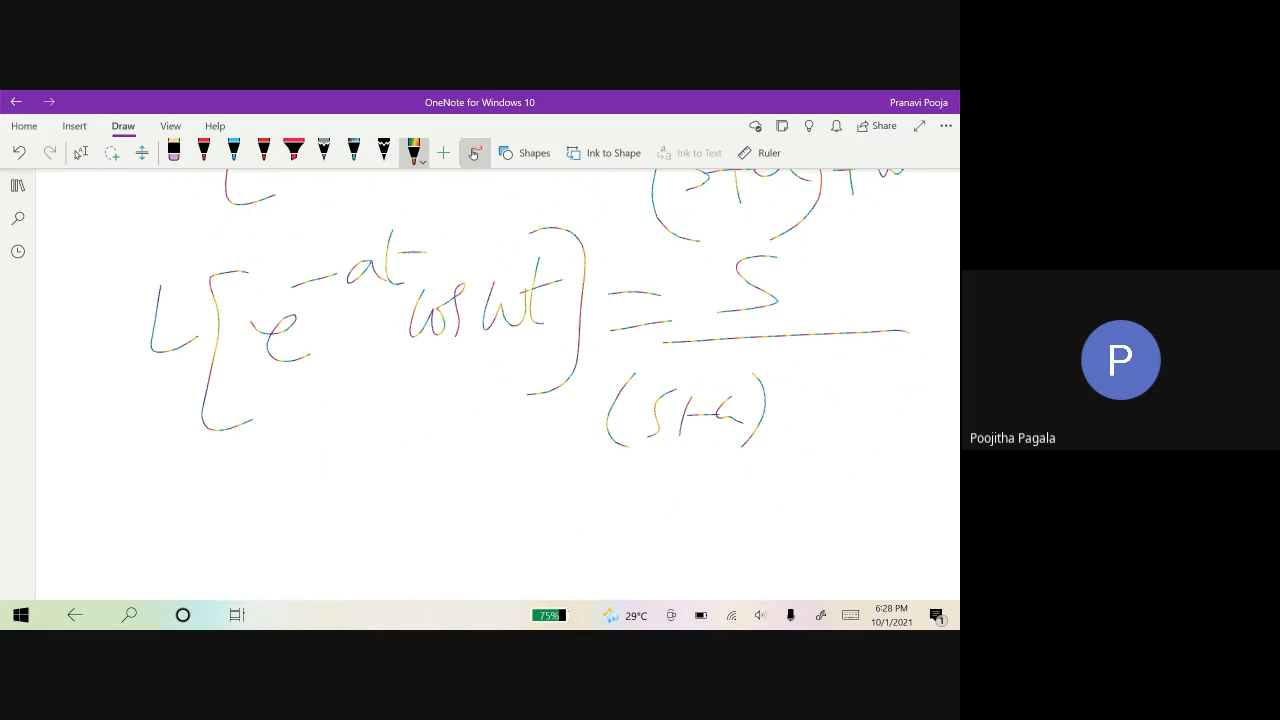 OneNote for Windows 10
Pranavi Pooja
Home Insert Draw View Help
Share
Shapes Ink to Shape Ink to Text Ruler
L[e^-at cos ωt] = S
(s+a)
P
Poojitha Pagala
75% 29°C 6:28 PM
10/1/2021
1